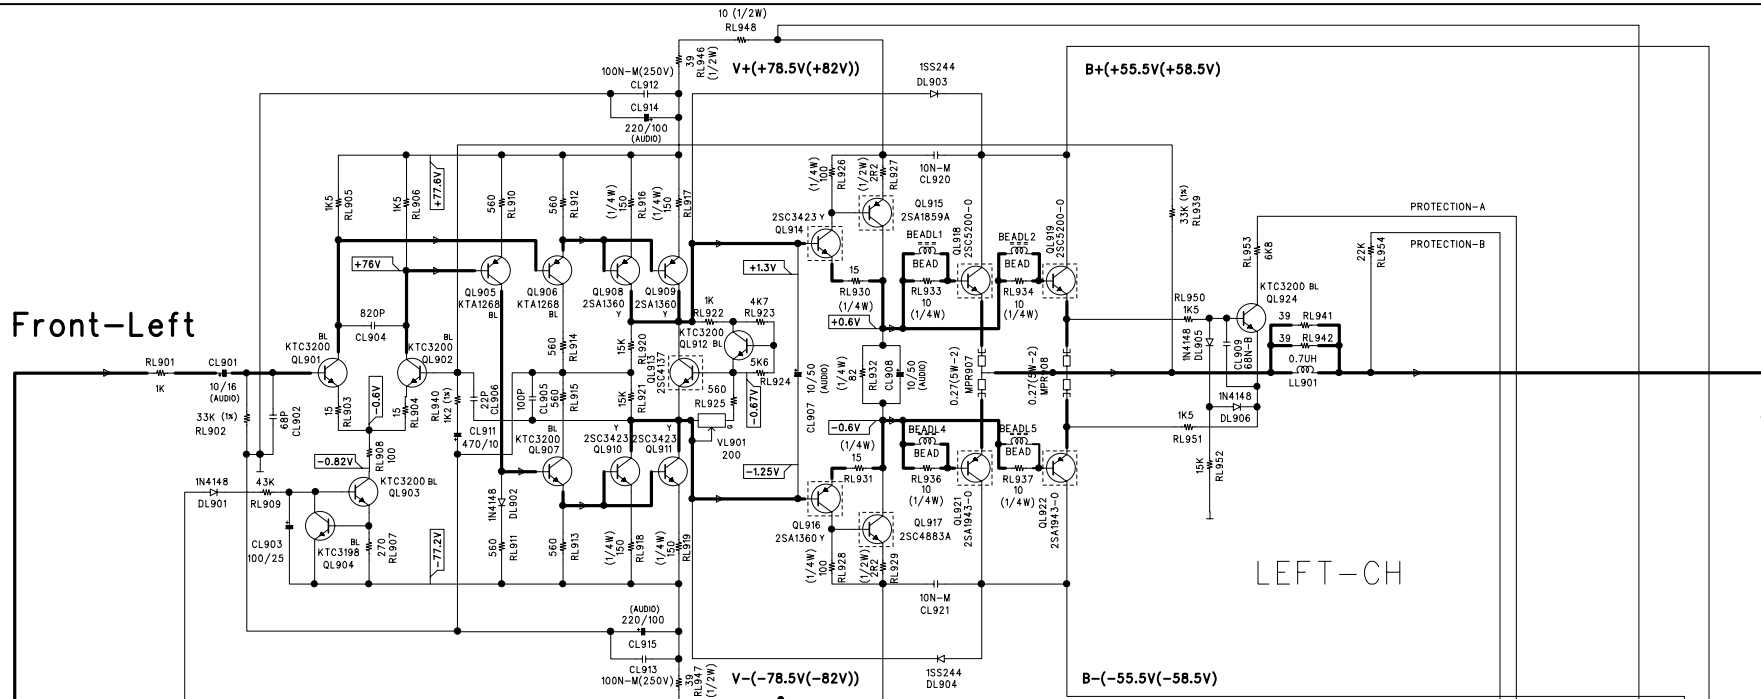 10 (1/2W)
RL948
39
RL946
(1/2W)
V+(+78.5V(+82V))
1SS244
DL903
B+(+55.5V(+58.5V)
100N-M(250V)
CL912
CL914
220/100
(AUDIO)
1K5
RL905
1K5
RL906
+77.6V
560
RL910
560
RL912
(1/4W)
150
RL916
(1/4W)
150
RL917
(1/4W)
100
RL926
(1/2W)
2R2
RL927
10N-M
CL920
33K (1%)
RL939
PROTECTION-A
PROTECTION-B
2SC3423 Y
QL914
QL915
2SA1859A
QL918
2SC5200-O
QL919
2SC5200-O
BEADL1
BEAD
BEADL2
BEAD
RL953
6K8
22K
RL954
+76V
QL905
KTA1268
BL
QL906
KTA1268
BL
QL908
2SA1360
Y
QL909
2SA1360
Y
+1.3V
15
RL930
(1/4W)
RL933
10
(1/4W)
RL934
10
(1/4W)
+0.6V
1K
RL922
4K7
RL923
KTC3200
QL912 BL
RL950
1K5
KTC3200 BL
QL924
39
RL941
39
RL942
0.7UH
LL901
Front-Left
820P
CL904
BL
KTC3200
QL901
BL
KTC3200
QL902
RL901
1K
CL901
10/16
(AUDIO)
33K (1%)
RL902
68P
CL902
15
RL903
15
RL904
-0.6V
RL940
1K2 (1%)
22P
CL906
CL911
470/10
100P
CL905
560
RL914
560
RL915
15K
RL920
15K
RL921
QL913
2SC4137
5K6
RL924
560
RL925
-0.67V
VL901
200
G
CL907
10/50
(AUDIO)
(1/4W)
82
RL932
CL908
10/50
(AUDIO)
0.27(5W-2)
MPR907
0.27(5W-2)
MPR908
1N4148
DL905
CL909
68N-B
1N4148
DL906
1K5
RL951
15K
RL952
-0.82V
RL908
100
KTC3200 BL
QL903
1N4148
DL901
43K
RL909
CL903
100/25
BL
KTC3198
QL904
270
RL907
-77.2V
BL
KTC3200
QL907
Y
2SC3423
QL910
Y
2SC3423
QL911
1N4148
DL902
560
RL911
560
RL913
(1/4W)
150
RL918
(1/4W)
150
RL919
-1.25V
-0.6V
(1/4W)
15
RL931
BEADL4
BEAD
RL936
10
(1/4W)
BEADL5
BEAD
RL937
10
(1/4W)
QL921
2SA1943-O
QL922
2SA1943-O
QL916
2SA1360 Y
QL917
2SC4883A
(1/4W)
100
RL928
(1/2W)
2R2
RL929
10N-M
CL921
LEFT-CH
(AUDIO)
220/100
CL915
CL913
100N-M(250V)
39
RL947
(1/2W)
V-(-78.5V(-82V))
1SS244
DL904
B-(-55.5V(-58.5V)